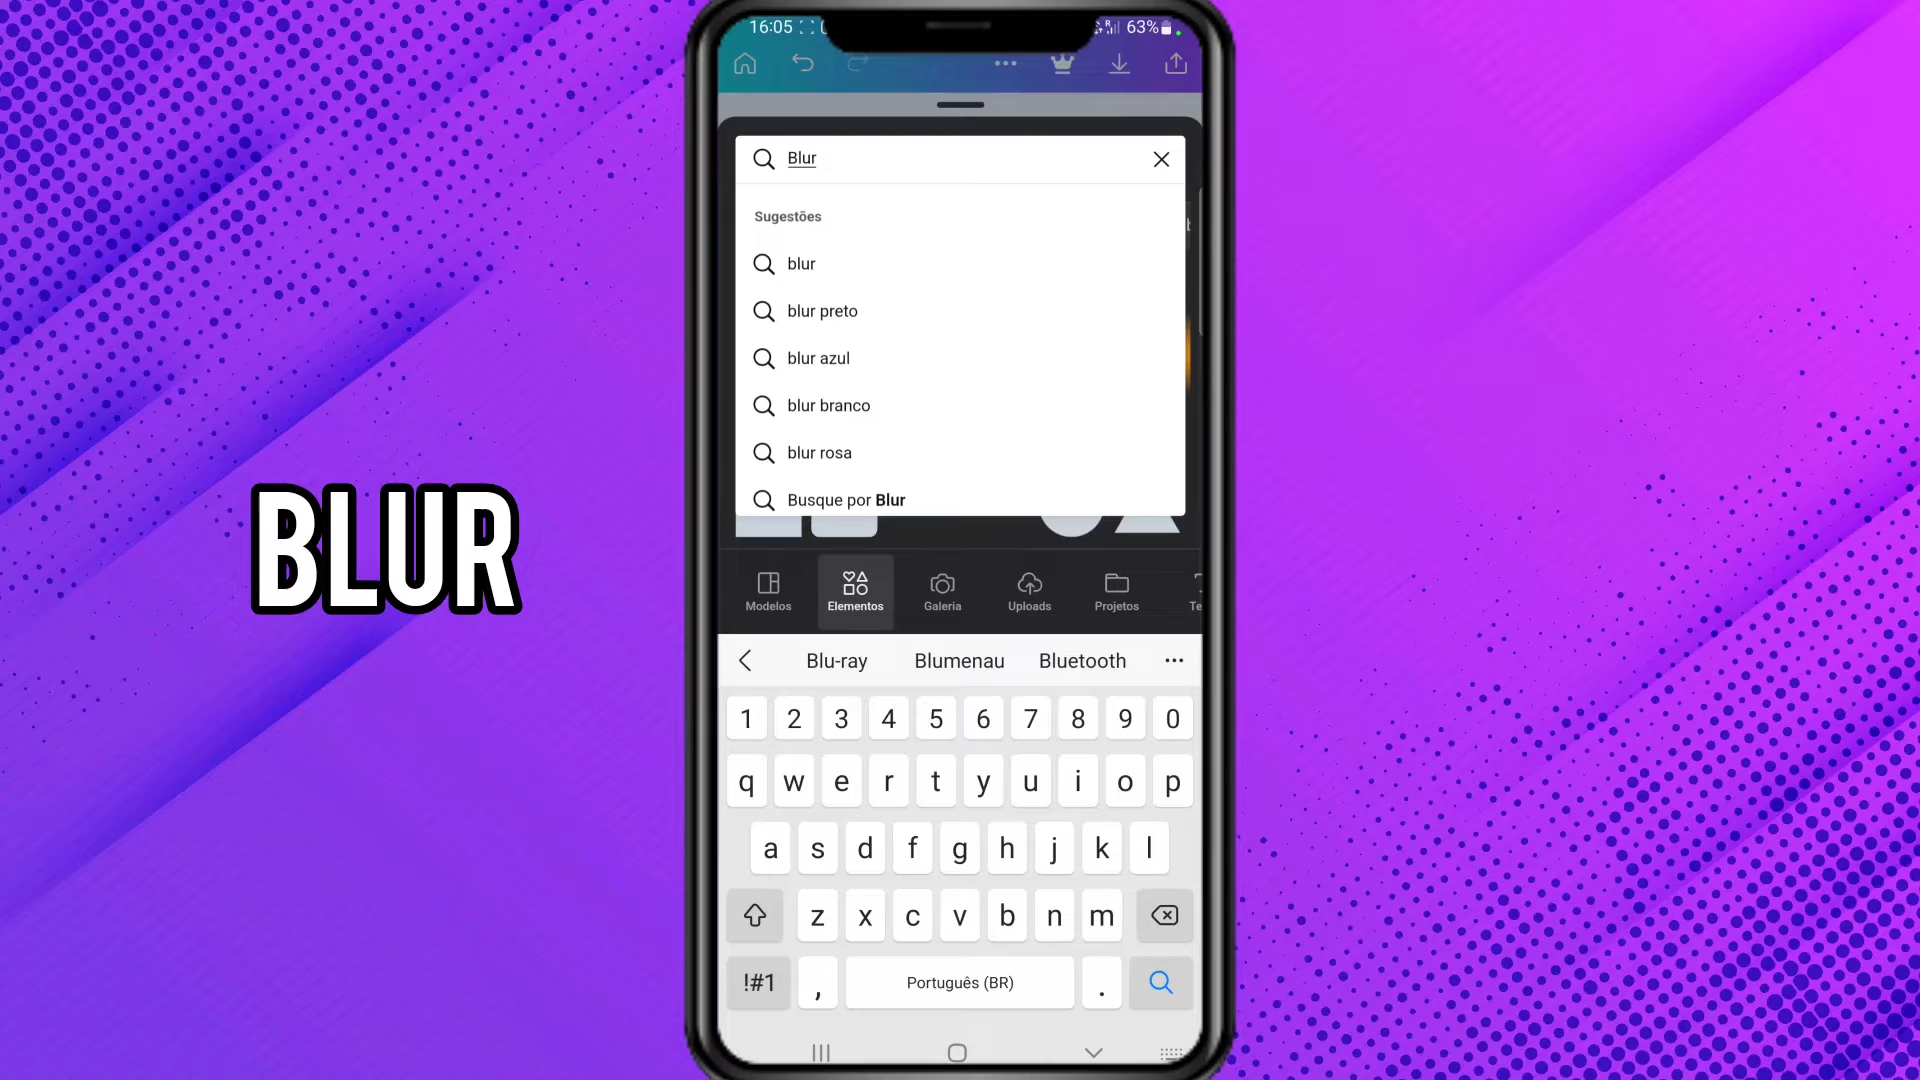 16:05
63%
Blur
Sugestões
blur
blur preto
blur azul
blur branco
blur rosa
Busque por Blur
BLUR
Modelos
Elementos
Galeria
Uploads
Projetos
Te
Blu-ray
Blumenau
Bluetooth
1 2 3 4 5 6 7 8 9 0
q w e r t y u i o p
a s d f g h j k l
z x c v b n m
!#1 , Português (BR) .